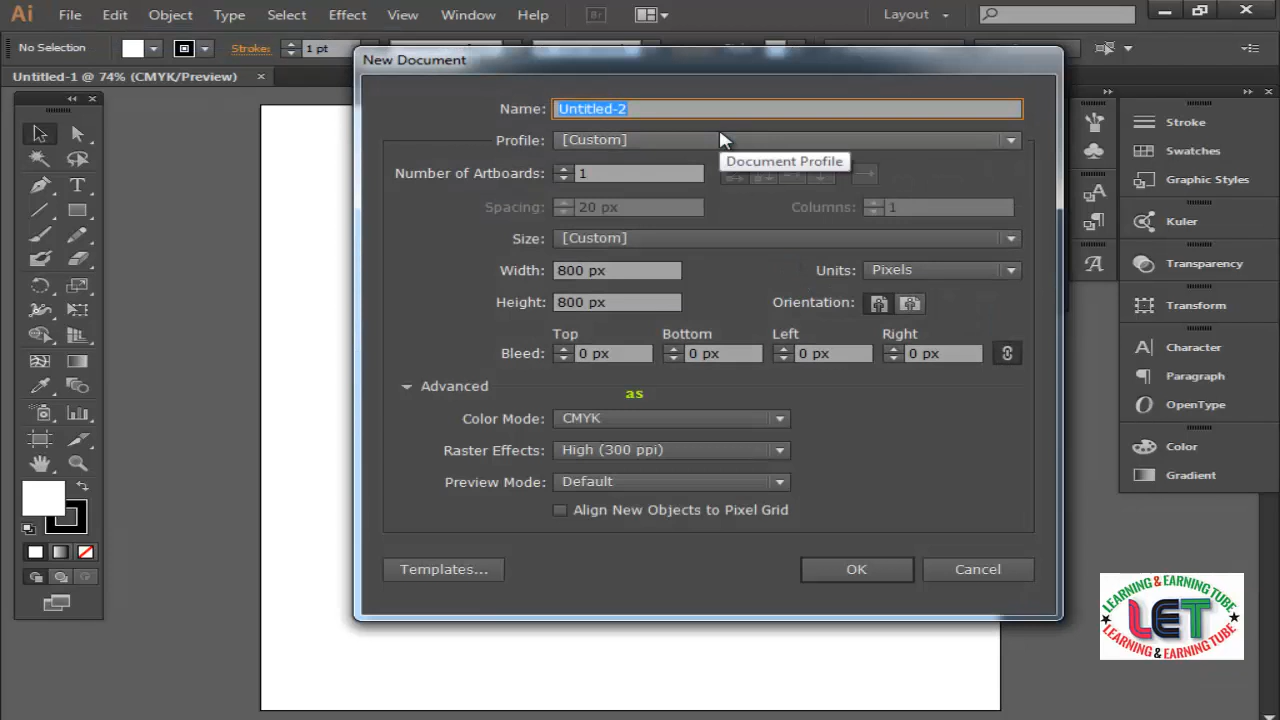 Ai File Edit Object Type Select Effect View Window Help Br Layout
No Selection Stroke: 1 pt
Untitled-1 @ 74% (CMYK/Preview) ×
New Document
Name: Untitled-2
Profile: [Custom]
Document Profile
Number of Artboards: 1
Spacing: 20 px Columns: 1
Size: [Custom]
Width: 800 px Units: Pixels
Height: 800 px Orientation:
Top Bottom Left Right
Bleed: 0 px 0 px 0 px 0 px
Advanced
as
Color Mode: CMYK
Raster Effects: High (300 ppi)
Preview Mode: Default
Align New Objects to Pixel Grid
Templates... OK Cancel
Stroke
Swatches
Graphic Styles
Kuler
Transparency
Transform
Character
Paragraph
OpenType
Color
Gradient
LEARNING & EARNING TUBE
LET
LEARNING & EARNING TUBE